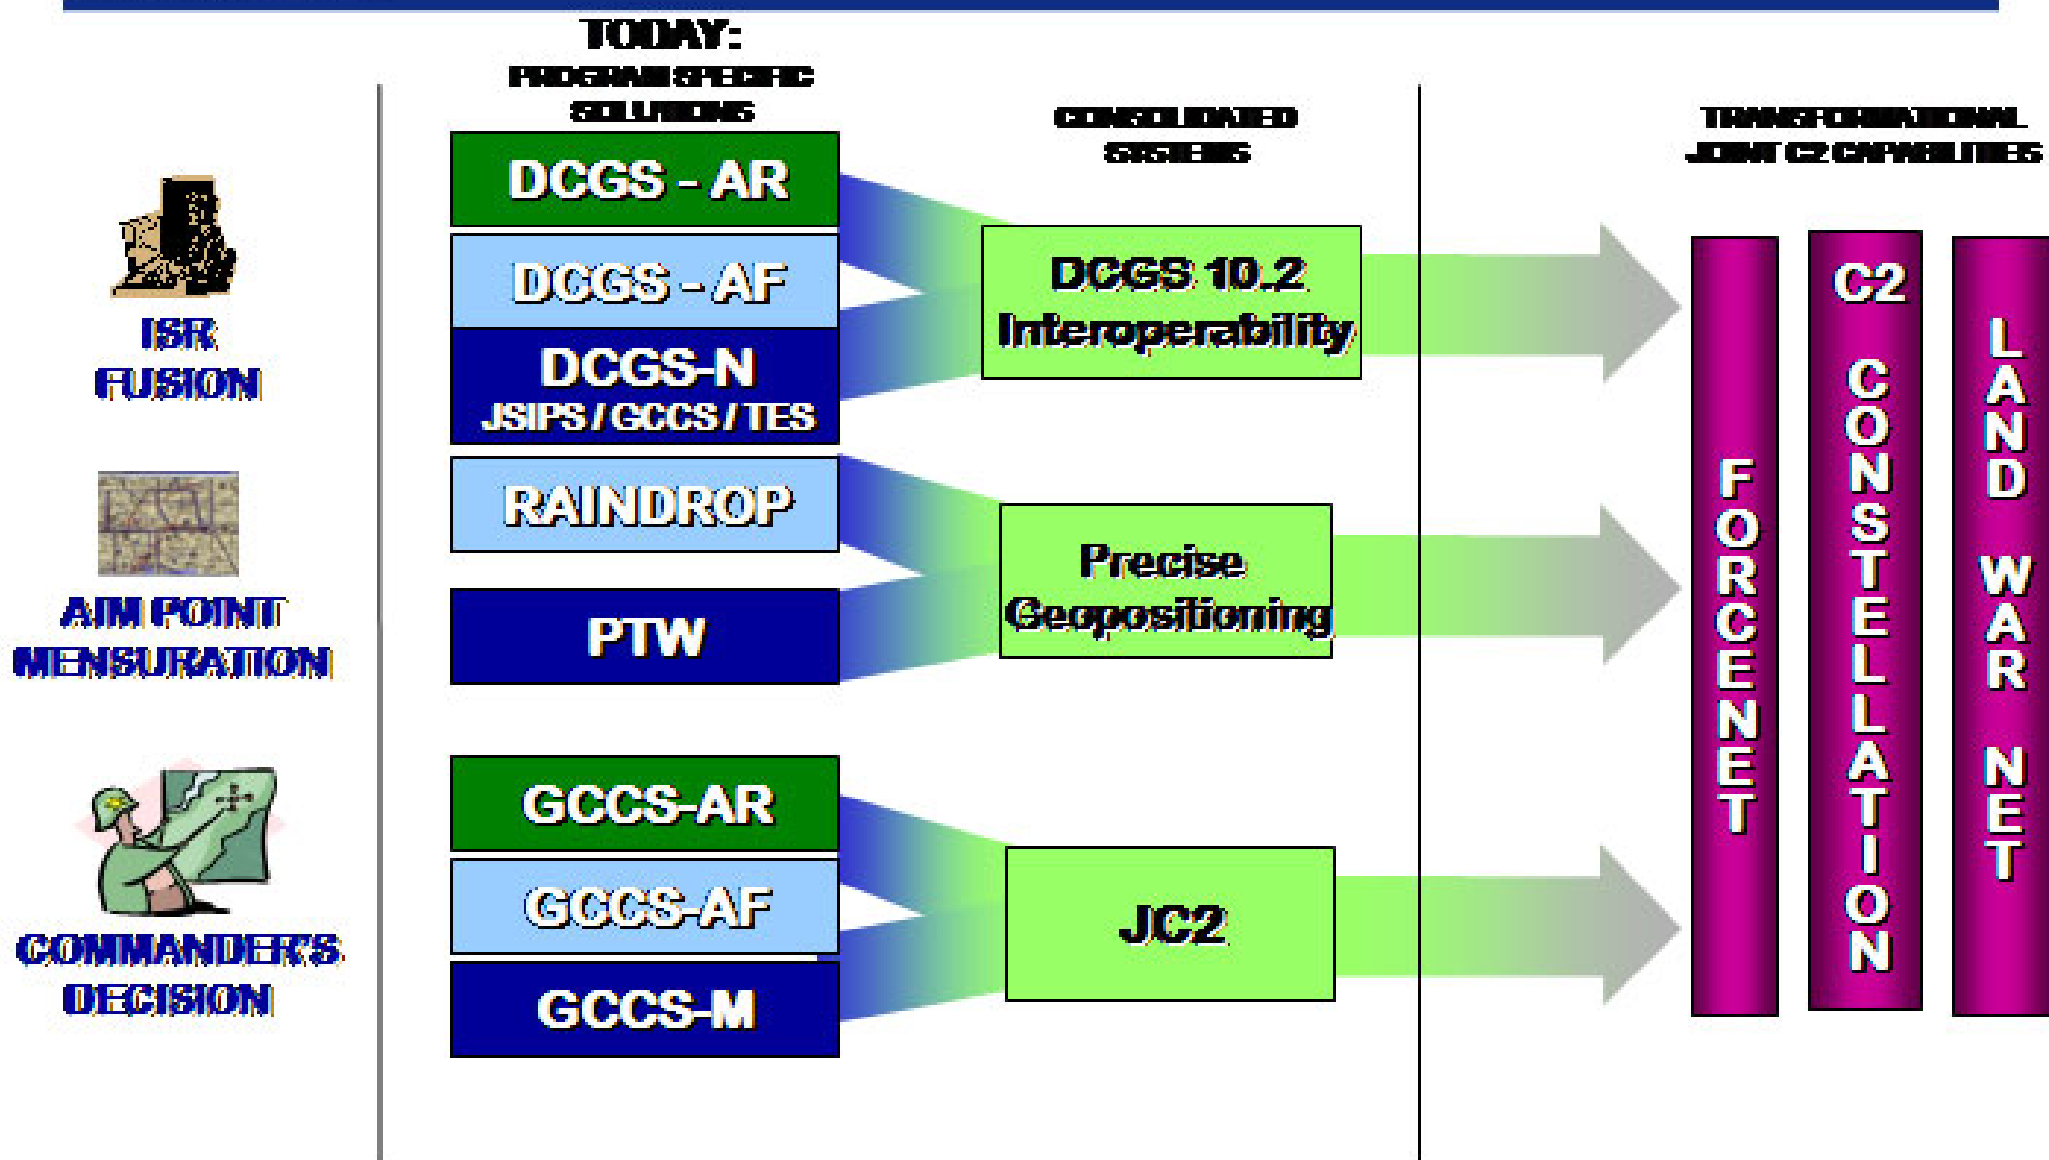 TODAY:
PROGRAM SPECIFIC
SOLUTIONS
CONSOLIDATED
SYSTEMS
TRANSFORMATIONAL
JOINT C2 CAPABILITIES
ISR
FUSION
DCGS - AR
DCGS - AF
DCGS-N
JSIPS / GCCS / TES
DCGS 10.2
Interoperability
AIM POINT
MENSURATION
RAINDROP
PTW
Precise
Geopositioning
COMMANDER'S
DECISION
GCCS-AR
GCCS-AF
GCCS-M
JC2
FORCENET
C2 CONSTELLATION
LAND WAR NET